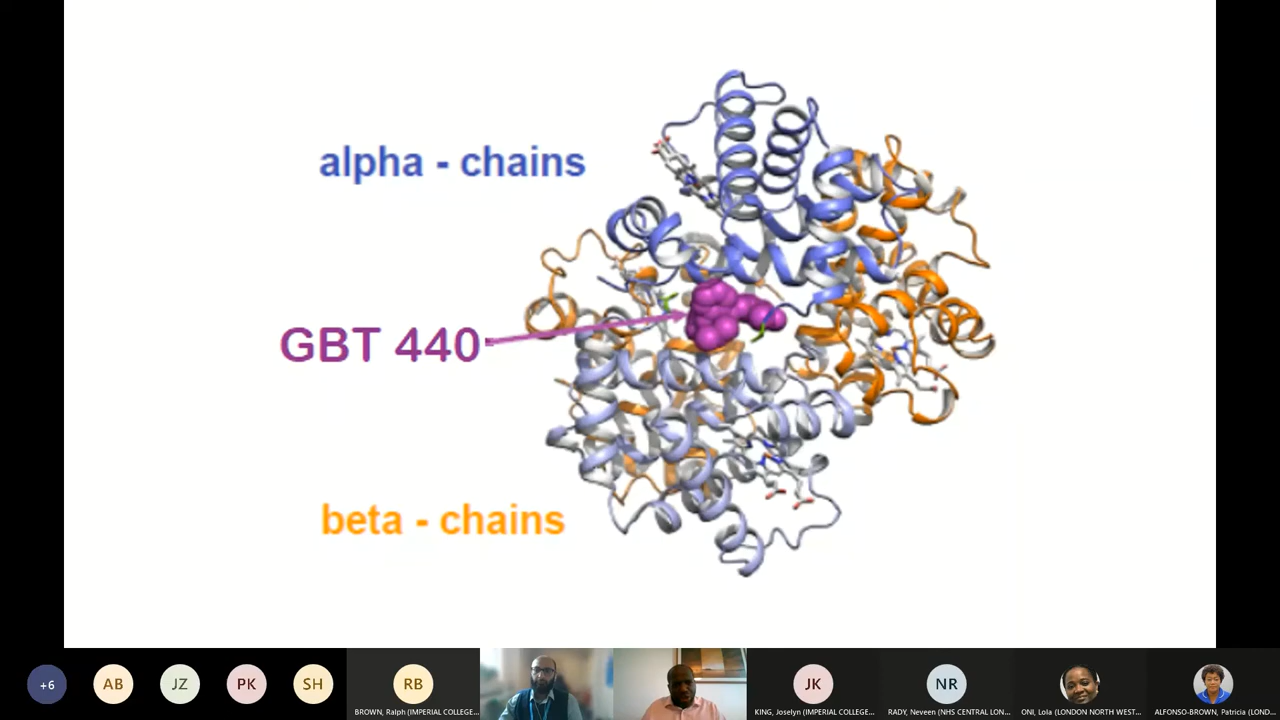 alpha - chains
GBT 440
beta - chains
+6
AB
JZ
PK
SH
RB
JK
NR
BROWN, Ralph (IMPERIAL COLLEGE...
KING, Joselyn (IMPERIAL COLLEGE...
RADY, Neveen (NHS CENTRAL LON...
ONI, Lola (LONDON NORTH WEST...
ALFONSO-BROWN, Patricia (LOND...